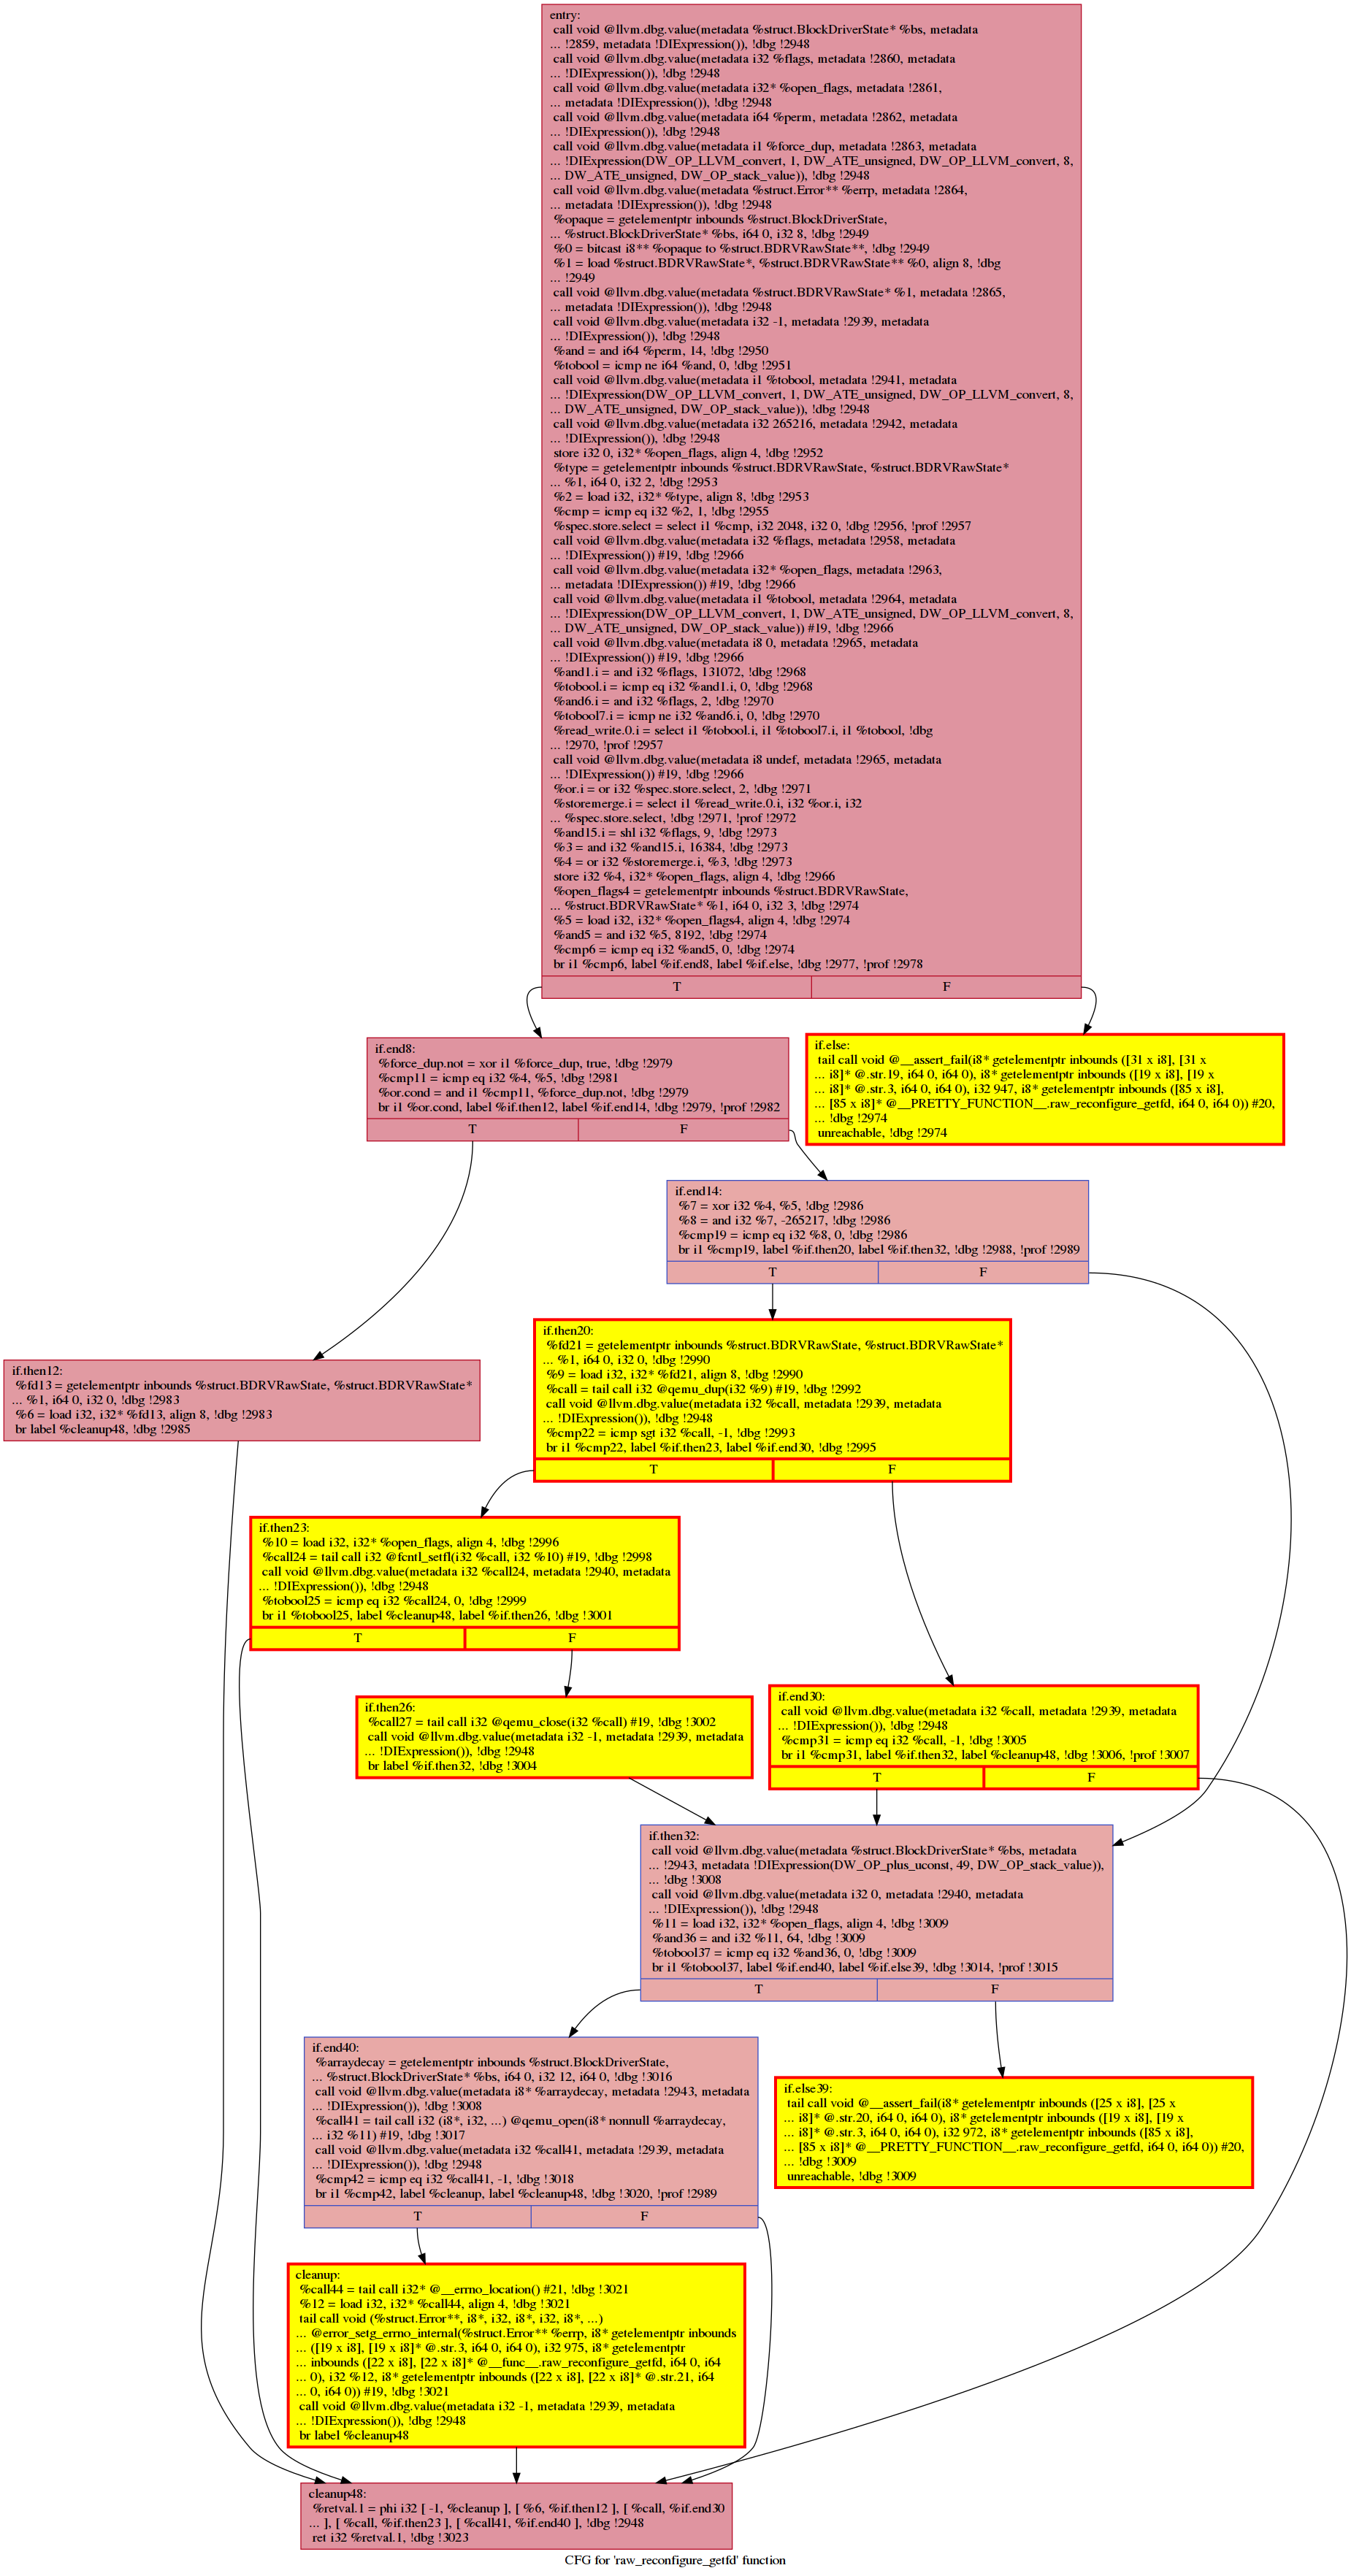 entry:
call void @llvm.dbg.value(metadata %struct.BlockDriverState* %bs, metadata
... !2859, metadata !DIExpression()), !dbg !2948
call void @llvm.dbg.value(metadata i32 %flags, metadata !2860, metadata
... !DIExpression()), !dbg !2948
call void @llvm.dbg.value(metadata i32* %open_flags, metadata !2861,
... metadata !DIExpression()), !dbg !2948
call void @llvm.dbg.value(metadata i64 %perm, metadata !2862, metadata
... !DIExpression()), !dbg !2948
call void @llvm.dbg.value(metadata i1 %force_dup, metadata !2863, metadata
... !DIExpression(DW_OP_LLVM_convert, 1, DW_ATE_unsigned, DW_OP_LLVM_convert, 8,
... DW_ATE_unsigned, DW_OP_stack_value)), !dbg !2948
call void @llvm.dbg.value(metadata %struct.Error** %errp, metadata !2864,
... metadata !DIExpression()), !dbg !2948
%opaque = getelementptr inbounds %struct.BlockDriverState,
... %struct.BlockDriverState* %bs, i64 0, i32 8, !dbg !2949
%0 = bitcast i8** %opaque to %struct.BDRVRawState**, !dbg !2949
%1 = load %struct.BDRVRawState*, %struct.BDRVRawState** %0, align 8, !dbg
... !2949
call void @llvm.dbg.value(metadata %struct.BDRVRawState* %1, metadata !2865,
... metadata !DIExpression()), !dbg !2948
call void @llvm.dbg.value(metadata i32 -1, metadata !2939, metadata
... !DIExpression()), !dbg !2948
%and = and i64 %perm, 14, !dbg !2950
%tobool = icmp ne i64 %and, 0, !dbg !2951
call void @llvm.dbg.value(metadata i1 %tobool, metadata !2941, metadata
... !DIExpression(DW_OP_LLVM_convert, 1, DW_ATE_unsigned, DW_OP_LLVM_convert, 8,
... DW_ATE_unsigned, DW_OP_stack_value)), !dbg !2948
call void @llvm.dbg.value(metadata i32 265216, metadata !2942, metadata
... !DIExpression()), !dbg !2948
store i32 0, i32* %open_flags, align 4, !dbg !2952
%type = getelementptr inbounds %struct.BDRVRawState, %struct.BDRVRawState*
... %1, i64 0, i32 2, !dbg !2953
%2 = load i32, i32* %type, align 8, !dbg !2953
%cmp = icmp eq i32 %2, 1, !dbg !2955
%spec.store.select = select i1 %cmp, i32 2048, i32 0, !dbg !2956, !prof !2957
call void @llvm.dbg.value(metadata i32 %flags, metadata !2958, metadata
... !DIExpression()) #19, !dbg !2966
call void @llvm.dbg.value(metadata i32* %open_flags, metadata !2963,
... metadata !DIExpression()) #19, !dbg !2966
call void @llvm.dbg.value(metadata i1 %tobool, metadata !2964, metadata
... !DIExpression(DW_OP_LLVM_convert, 1, DW_ATE_unsigned, DW_OP_LLVM_convert, 8,
... DW_ATE_unsigned, DW_OP_stack_value)) #19, !dbg !2966
call void @llvm.dbg.value(metadata i8 0, metadata !2965, metadata
... !DIExpression()) #19, !dbg !2966
%and1.i = and i32 %flags, 131072, !dbg !2968
%tobool.i = icmp eq i32 %and1.i, 0, !dbg !2968
%and6.i = and i32 %flags, 2, !dbg !2970
%tobool7.i = icmp ne i32 %and6.i, 0, !dbg !2970
%read_write.0.i = select i1 %tobool.i, i1 %tobool7.i, i1 %tobool, !dbg
... !2970, !prof !2957
call void @llvm.dbg.value(metadata i8 undef, metadata !2965, metadata
... !DIExpression()) #19, !dbg !2966
%or.i = or i32 %spec.store.select, 2, !dbg !2971
%storemerge.i = select i1 %read_write.0.i, i32 %or.i, i32
... %spec.store.select, !dbg !2971, !prof !2972
%and15.i = shl i32 %flags, 9, !dbg !2973
%3 = and i32 %and15.i, 16384, !dbg !2973
%4 = or i32 %storemerge.i, %3, !dbg !2973
store i32 %4, i32* %open_flags, align 4, !dbg !2966
%open_flags4 = getelementptr inbounds %struct.BDRVRawState,
... %struct.BDRVRawState* %1, i64 0, i32 3, !dbg !2974
%5 = load i32, i32* %open_flags4, align 4, !dbg !2974
%and5 = and i32 %5, 8192, !dbg !2974
%cmp6 = icmp eq i32 %and5, 0, !dbg !2974
br i1 %cmp6, label %if.end8, label %if.else, !dbg !2977, !prof !2978
T F
if.end8:
%force_dup.not = xor i1 %force_dup, true, !dbg !2979
%cmp11 = icmp eq i32 %4, %5, !dbg !2981
%or.cond = and i1 %cmp11, %force_dup.not, !dbg !2979
br i1 %or.cond, label %if.then12, label %if.end14, !dbg !2979, !prof !2982
T F
if.else:
tail call void @__assert_fail(i8* getelementptr inbounds ([31 x i8], [31 x
... i8]* @.str.19, i64 0, i64 0), i8* getelementptr inbounds ([19 x i8], [19 x
... i8]* @.str.3, i64 0, i64 0), i32 947, i8* getelementptr inbounds ([85 x i8],
... [85 x i8]* @__PRETTY_FUNCTION__.raw_reconfigure_getfd, i64 0, i64 0)) #20,
... !dbg !2974
unreachable, !dbg !2974
if.end14:
%7 = xor i32 %4, %5, !dbg !2986
%8 = and i32 %7, -265217, !dbg !2986
%cmp19 = icmp eq i32 %8, 0, !dbg !2986
br i1 %cmp19, label %if.then20, label %if.then32, !dbg !2988, !prof !2989
T F
if.then12:
%fd13 = getelementptr inbounds %struct.BDRVRawState, %struct.BDRVRawState*
... %1, i64 0, i32 0, !dbg !2983
%6 = load i32, i32* %fd13, align 8, !dbg !2983
br label %cleanup48, !dbg !2985
if.then20:
%fd21 = getelementptr inbounds %struct.BDRVRawState, %struct.BDRVRawState*
... %1, i64 0, i32 0, !dbg !2990
%9 = load i32, i32* %fd21, align 8, !dbg !2990
%call = tail call i32 @qemu_dup(i32 %9) #19, !dbg !2992
call void @llvm.dbg.value(metadata i32 %call, metadata !2939, metadata
... !DIExpression()), !dbg !2948
%cmp22 = icmp sgt i32 %call, -1, !dbg !2993
br i1 %cmp22, label %if.then23, label %if.end30, !dbg !2995
T F
if.then23:
%10 = load i32, i32* %open_flags, align 4, !dbg !2996
%call24 = tail call i32 @fcntl_setfl(i32 %call, i32 %10) #19, !dbg !2998
call void @llvm.dbg.value(metadata i32 %call24, metadata !2940, metadata
... !DIExpression()), !dbg !2948
%tobool25 = icmp eq i32 %call24, 0, !dbg !2999
br i1 %tobool25, label %cleanup48, label %if.then26, !dbg !3001
T F
if.then26:
%call27 = tail call i32 @qemu_close(i32 %call) #19, !dbg !3002
call void @llvm.dbg.value(metadata i32 -1, metadata !2939, metadata
... !DIExpression()), !dbg !2948
br label %if.then32, !dbg !3004
if.end30:
call void @llvm.dbg.value(metadata i32 %call, metadata !2939, metadata
... !DIExpression()), !dbg !2948
%cmp31 = icmp eq i32 %call, -1, !dbg !3005
br i1 %cmp31, label %if.then32, label %cleanup48, !dbg !3006, !prof !3007
T F
if.then32:
call void @llvm.dbg.value(metadata %struct.BlockDriverState* %bs, metadata
... !2943, metadata !DIExpression(DW_OP_plus_uconst, 49, DW_OP_stack_value)),
... !dbg !3008
call void @llvm.dbg.value(metadata i32 0, metadata !2940, metadata
... !DIExpression()), !dbg !2948
%11 = load i32, i32* %open_flags, align 4, !dbg !3009
%and36 = and i32 %11, 64, !dbg !3009
%tobool37 = icmp eq i32 %and36, 0, !dbg !3009
br i1 %tobool37, label %if.end40, label %if.else39, !dbg !3014, !prof !3015
T F
if.end40:
%arraydecay = getelementptr inbounds %struct.BlockDriverState,
... %struct.BlockDriverState* %bs, i64 0, i32 12, i64 0, !dbg !3016
call void @llvm.dbg.value(metadata i8* %arraydecay, metadata !2943, metadata
... !DIExpression()), !dbg !3008
%call41 = tail call i32 (i8*, i32, ...) @qemu_open(i8* nonnull %arraydecay,
... i32 %11) #19, !dbg !3017
call void @llvm.dbg.value(metadata i32 %call41, metadata !2939, metadata
... !DIExpression()), !dbg !2948
%cmp42 = icmp eq i32 %call41, -1, !dbg !3018
br i1 %cmp42, label %cleanup, label %cleanup48, !dbg !3020, !prof !2989
T F
if.else39:
tail call void @__assert_fail(i8* getelementptr inbounds ([25 x i8], [25 x
... i8]* @.str.20, i64 0, i64 0), i8* getelementptr inbounds ([19 x i8], [19 x
... i8]* @.str.3, i64 0, i64 0), i32 972, i8* getelementptr inbounds ([85 x i8],
... [85 x i8]* @__PRETTY_FUNCTION__.raw_reconfigure_getfd, i64 0, i64 0)) #20,
... !dbg !3009
unreachable, !dbg !3009
cleanup:
%call44 = tail call i32* @__errno_location() #21, !dbg !3021
%12 = load i32, i32* %call44, align 4, !dbg !3021
tail call void (%struct.Error**, i8*, i32, i8*, i32, i8*, ...)
... @error_setg_errno_internal(%struct.Error** %errp, i8* getelementptr inbounds
... ([19 x i8], [19 x i8]* @.str.3, i64 0, i64 0), i32 975, i8* getelementptr
... inbounds ([22 x i8], [22 x i8]* @__func__.raw_reconfigure_getfd, i64 0, i64
... 0), i32 %12, i8* getelementptr inbounds ([22 x i8], [22 x i8]* @.str.21, i64
... 0, i64 0)) #19, !dbg !3021
call void @llvm.dbg.value(metadata i32 -1, metadata !2939, metadata
... !DIExpression()), !dbg !2948
br label %cleanup48
cleanup48:
%retval.1 = phi i32 [ -1, %cleanup ], [ %6, %if.then12 ], [ %call, %if.end30
... ], [ %call, %if.then23 ], [ %call41, %if.end40 ], !dbg !2948
ret i32 %retval.1, !dbg !3023
CFG for 'raw_reconfigure_getfd' function